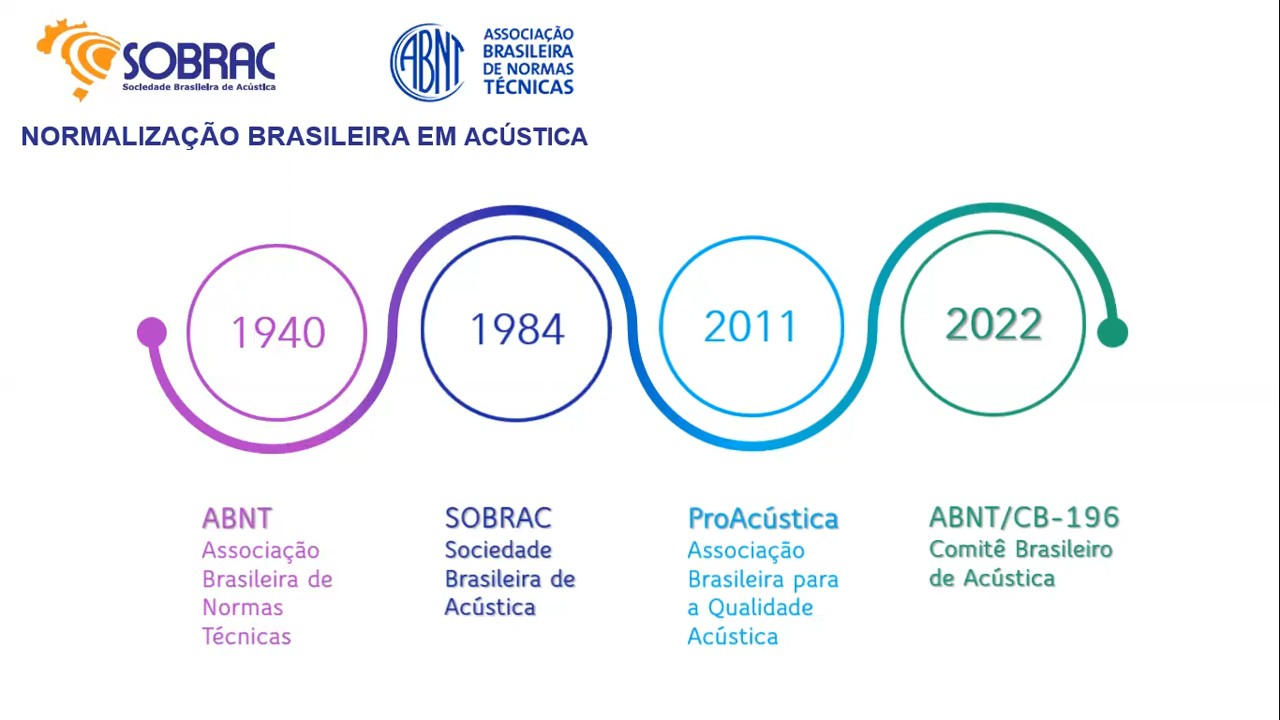 SOBRAC
Sociedade Brasileira de Acústica
ABNT
ASSOCIAÇÃO
BRASILEIRA
DE NORMAS
TÉCNICAS
NORMALIZAÇÃO BRASILEIRA EM ACÚSTICA
1940
1984
2011
2022
ABNT
Associação
Brasileira de
Normas
Técnicas
SOBRAC
Sociedade
Brasileira de
Acústica
ProAcústica
Associação
Brasileira para
a Qualidade
Acústica
ABNT/CB-196
Comitê Brasileiro
de Acústica